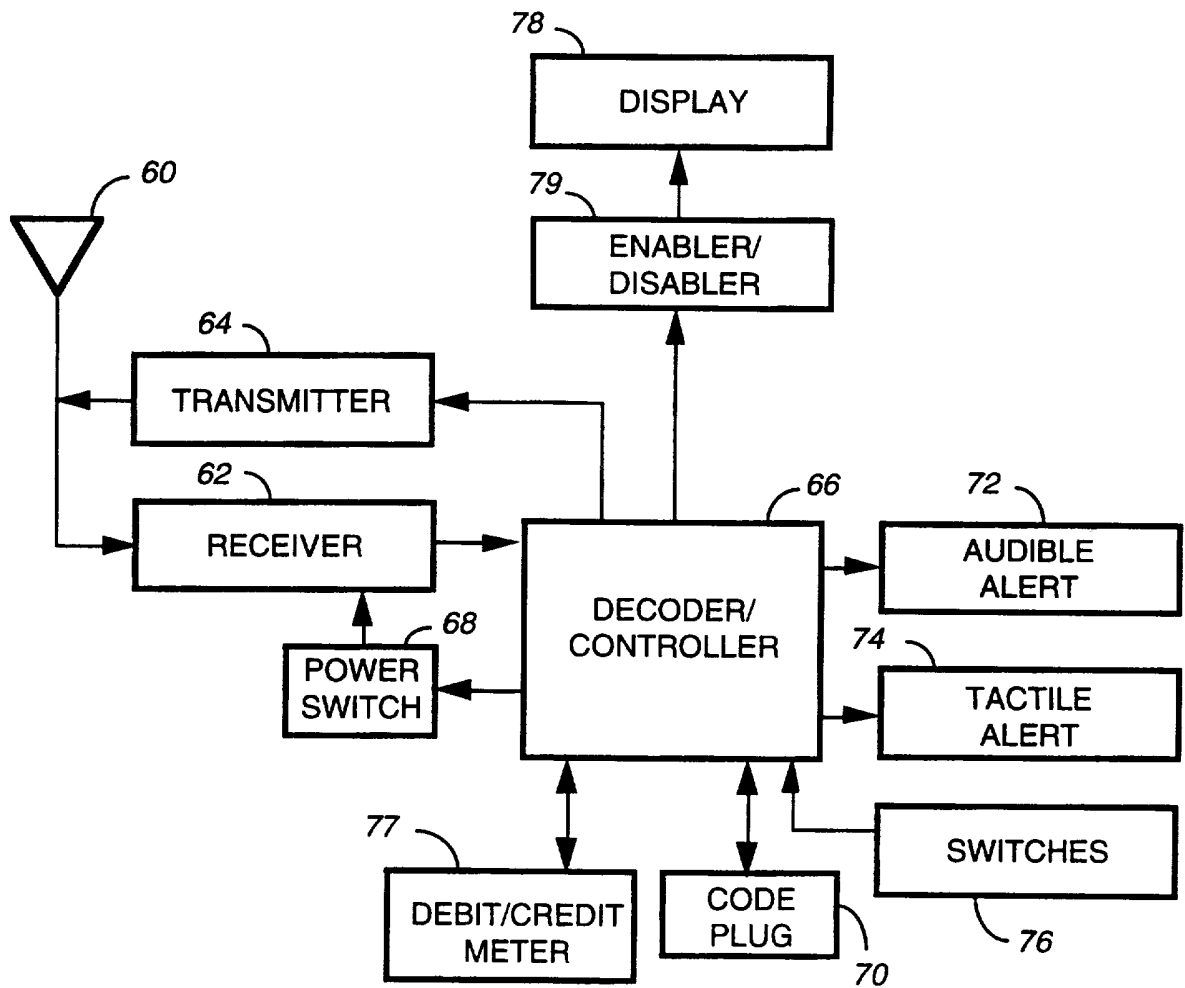 78
DISPLAY
60
79
ENABLER/
DISABLER
64
TRANSMITTER
62
RECEIVER
66
72
AUDIBLE
ALERT
DECODER/
CONTROLLER
68
POWER
SWITCH
74
TACTILE
ALERT
77
DEBIT/CREDIT
METER
CODE
PLUG
70
SWITCHES
76